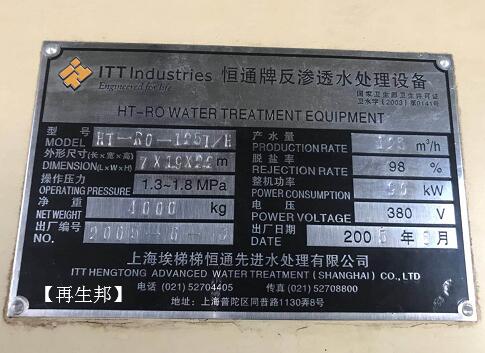 ITT Industries 恒通牌反渗透水处理设备
Engineered for life
国家卫生部卫生许可证
卫水字[2003]第0141号
HT-RO WATER TREATMENT EQUIPMENT
型号 产水量
MODEL HT-RO-125T/H PRODUCTION RATE m³/h
外形尺寸(长×宽×高) 脱盐率
DIMENSION(L×W×H) m REJECTION RATE 98 %
操作压力 整机功率
OPERATING PRESSURE 1.3~1.8 MPa POWER CONSUMPTION kW
净重 电压
NET WEIGHT 4000 kg POWER VOLTAGE 380 V
出厂编号 出厂日期
NO. 200 年 月
上海埃梯梯恒通先进水处理有限公司
ITT HENGTONG ADVANCED WATER TREATMENT (SHANGHAI) CO.,LTD
电话 (021) 52704405 传真 (021) 52708800
地址: 上海普陀区同普路1130弄8号
【再生邦】